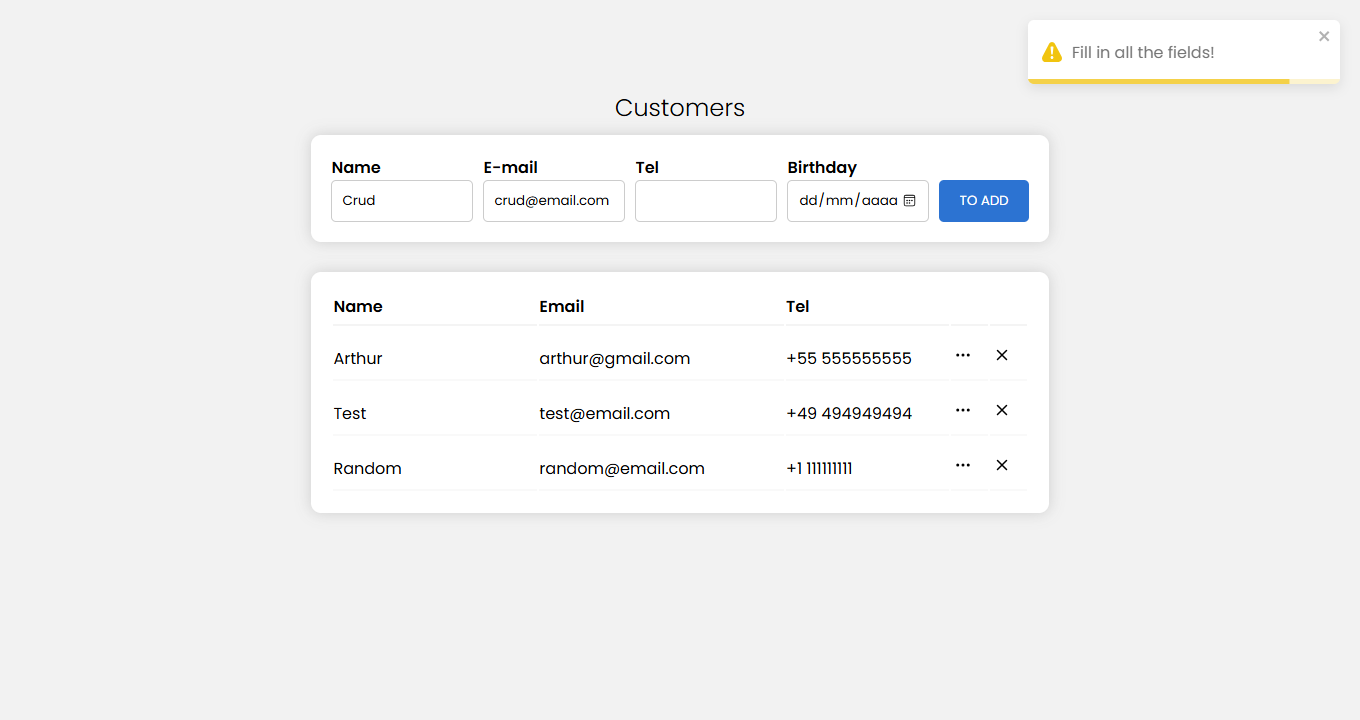 Fill in all the fields!
Customers
Name E-mail Tel Birthday
Crud crud@email.com dd/mm/aaaa TO ADD
Name Email Tel
Arthur arthur@gmail.com +55 555555555
Test test@email.com +49 494949494
Random random@email.com +1 111111111